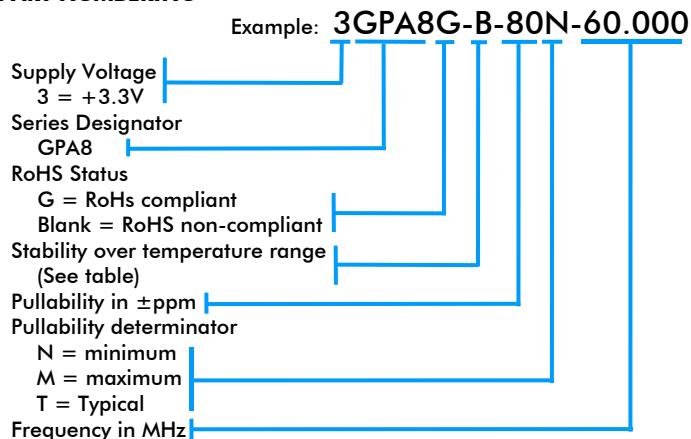 Example: 3GPA8G-B-80N-60.000
Supply Voltage
3 = +3.3V
Series Designator
GPA8
RoHS Status
G = RoHs compliant
Blank = RoHS non-compliant
Stability over temperature range
(See table)
Pullability in ±ppm
Pullability determinator
N = minimum
M = maximum
T = Typical
Frequency in MHz